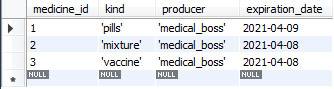 medicine_id kind producer expiration_date
1 'pills' 'medical_boss' 2021-04-09
2 'mixture' 'medical_boss' 2021-04-08
3 'vaccine' 'medical_boss' 2021-04-08
NULL NULL NULL NULL